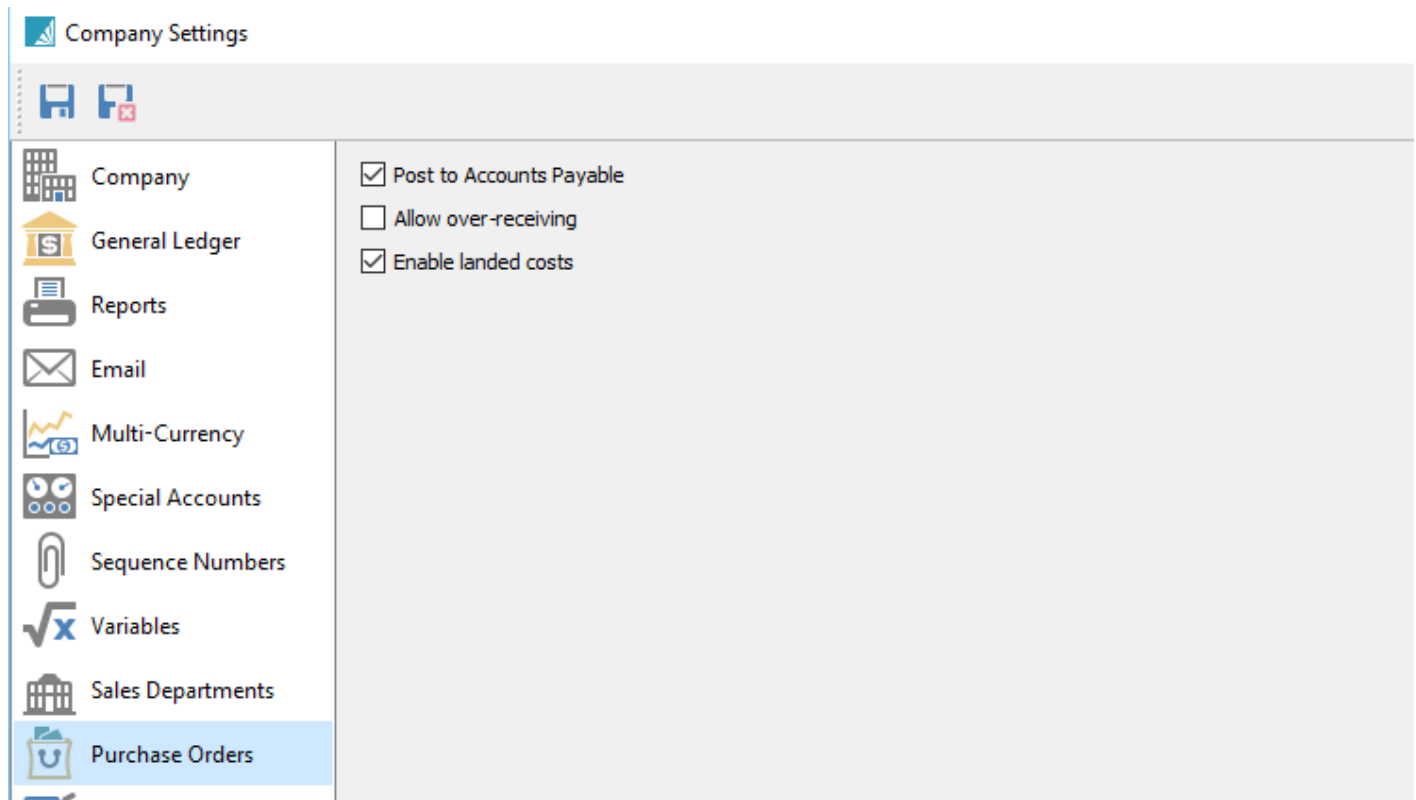 Company Settings
Company
General Ledger
Reports
Email
Multi-Currency
Special Accounts
Sequence Numbers
Variables
Sales Departments
Purchase Orders
Post to Accounts Payable
Allow over-receiving
Enable landed costs